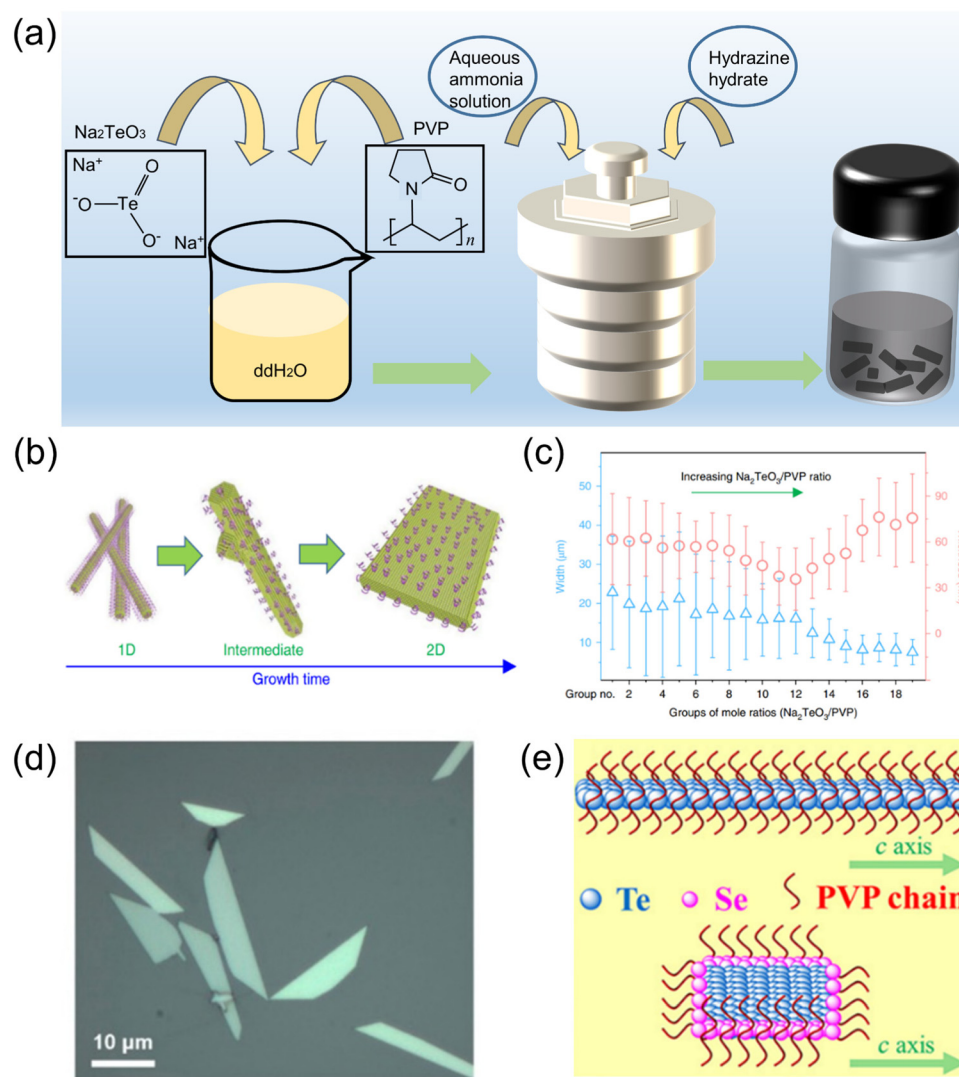 (a)
Aqueous
ammonia
solution
Hydrazine
hydrate
Na₂TeO₃
PVP
Na⁺
O
⁻O
Te
O⁻
Na⁺
N
O
n
ddH₂O
(b)
1D
Intermediate
2D
Growth time
(c)
Increasing Na₂TeO₃/PVP ratio
50
40
30
20
10
Width (μm)
90
60
30
0
Group no.
2
4
6
8
10
12
14
16
18
Groups of mole ratios (Na₂TeO₃/PVP)
(d)
10 μm
(e)
c axis
Te
Se
PVP chain
c axis